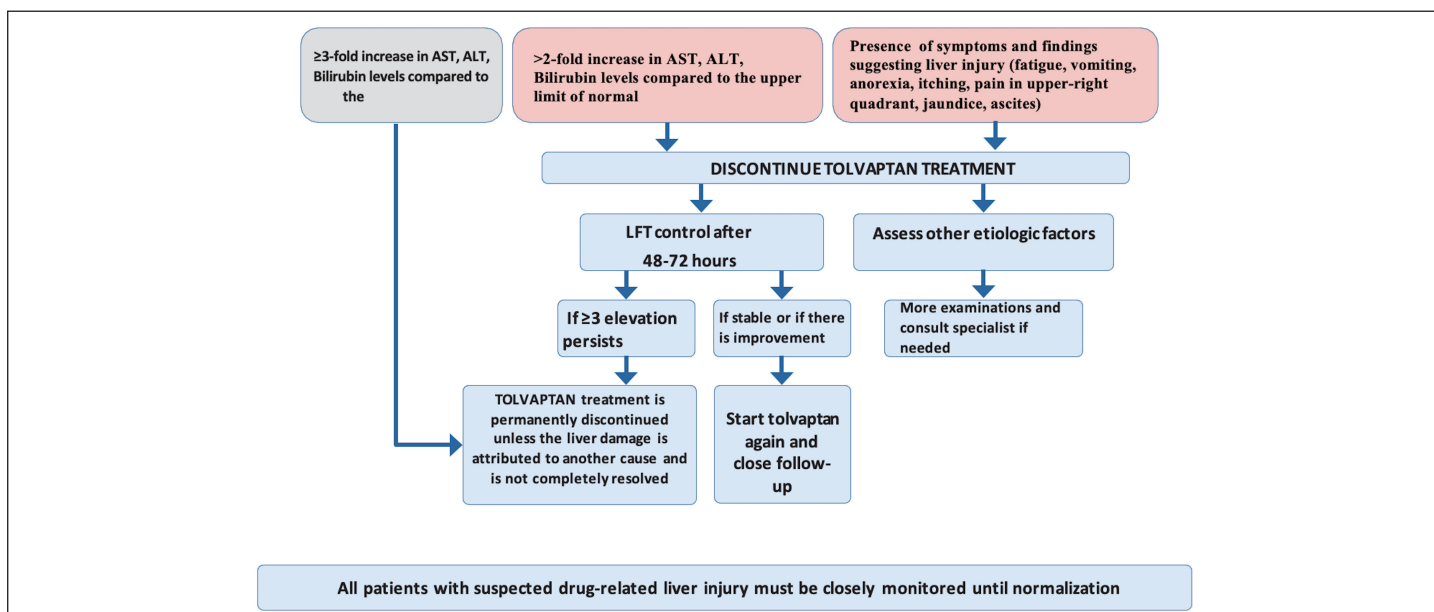 ≥3-fold increase in AST, ALT,
Bilirubin levels compared to
the
>2-fold increase in AST, ALT,
Bilirubin levels compared to the upper
limit of normal
Presence of symptoms and findings
suggesting liver injury (fatigue, vomiting,
anorexia, itching, pain in upper-right
quadrant, jaundice, ascites)
DISCONTINUE TOLVAPTAN TREATMENT
LFT control after
48-72 hours
Assess other etiologic factors
If ≥3 elevation
persists
If stable or if there
is improvement
More examinations and
consult specialist if
needed
TOLVAPTAN treatment is
permanently discontinued
unless the liver damage is
attributed to another cause and
is not completely resolved
Start tolvaptan
again and
close follow-
up
All patients with suspected drug-related liver injury must be closely monitored until normalization